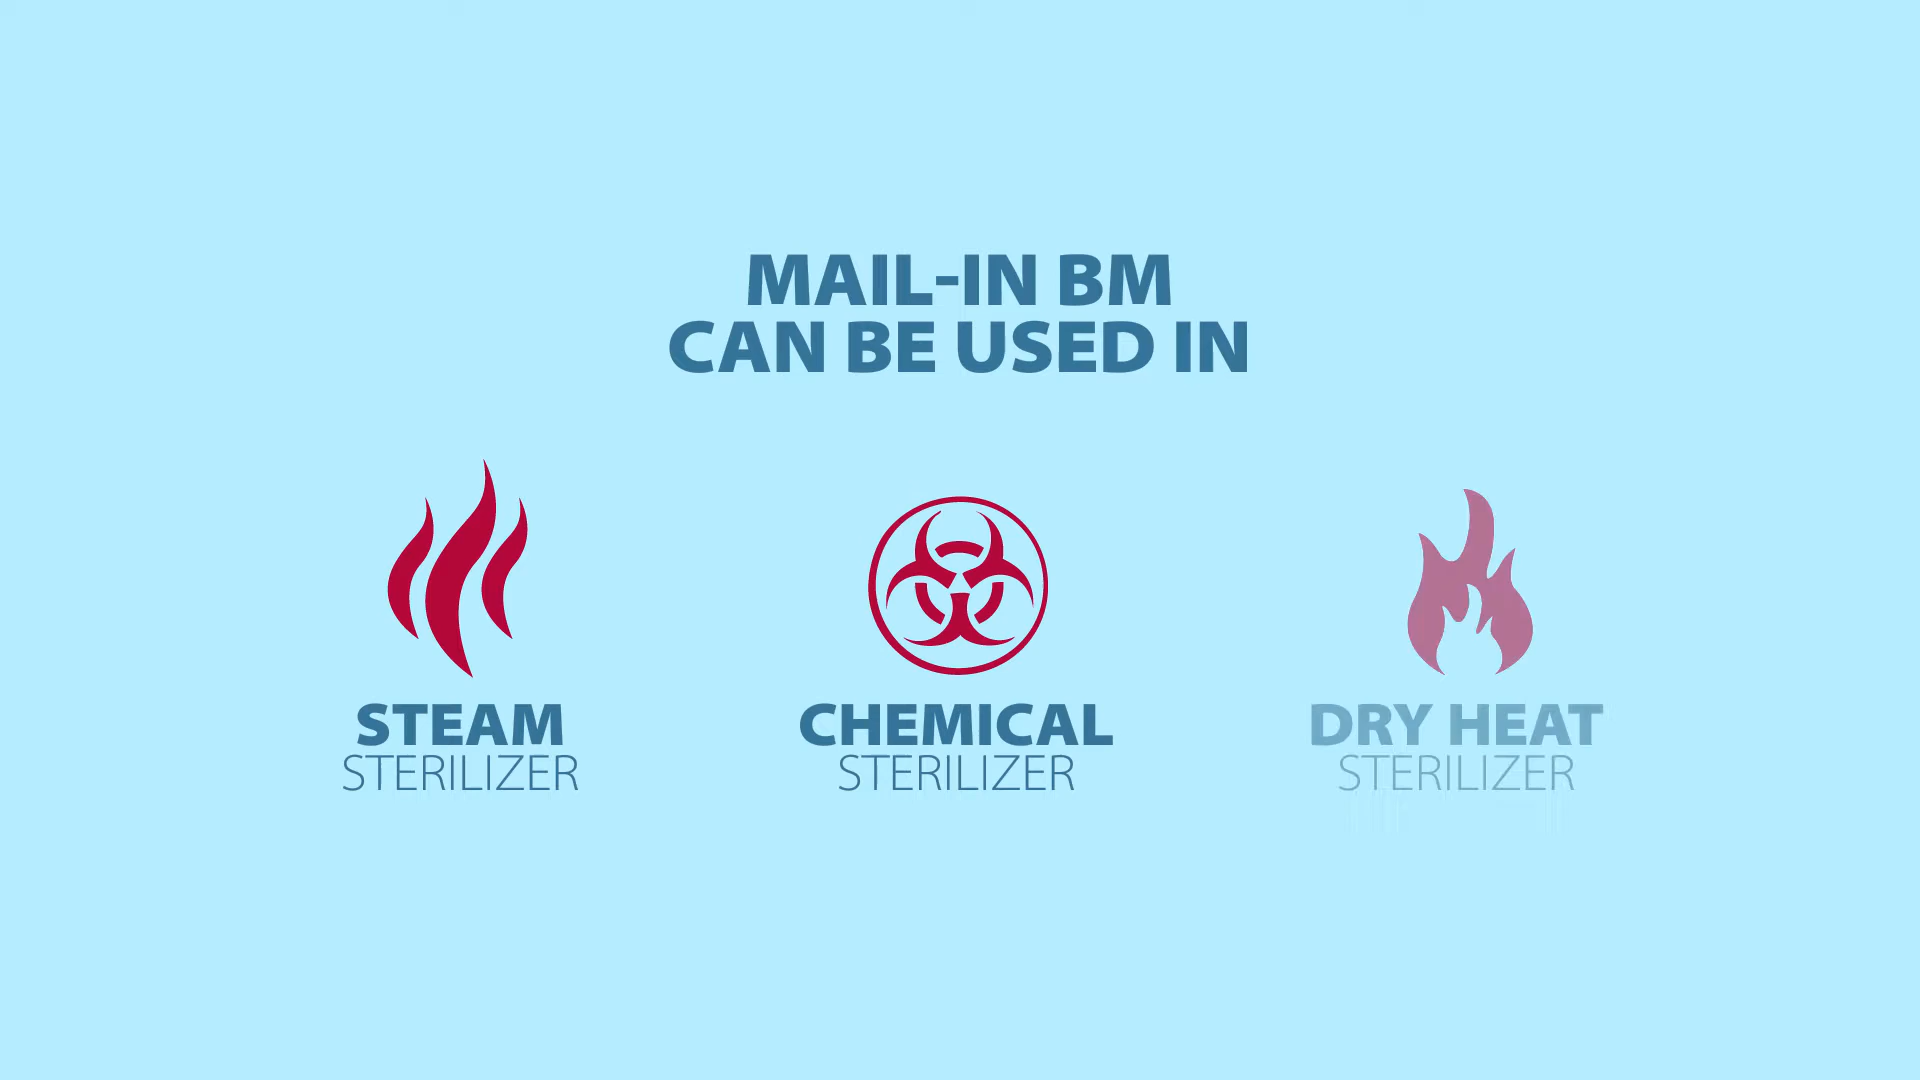 MAIL-IN BM
CAN BE USED IN
STEAM
STERILIZER
CHEMICAL
STERILIZER
DRY HEAT
STERILIZER